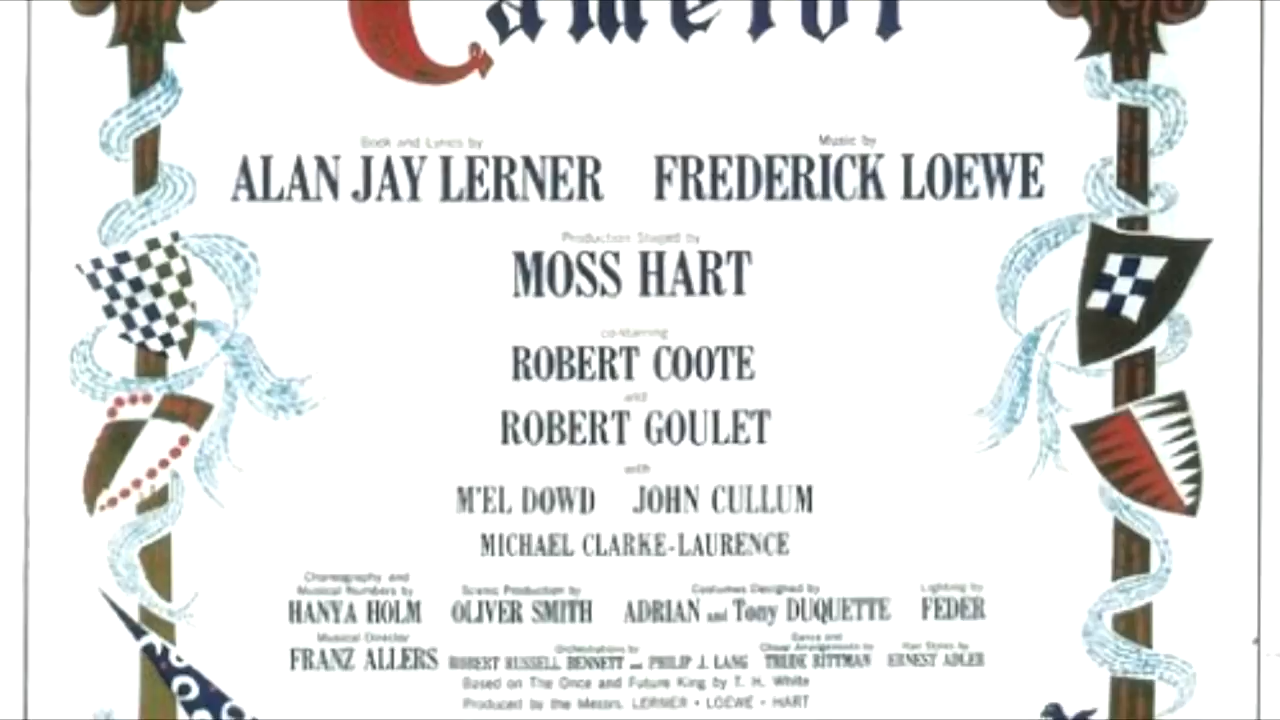 Camelot
Book and Lyrics by Music by
ALAN JAY LERNER FREDERICK LOEWE
Production Staged by
MOSS HART
co-starring
ROBERT COOTE
and
ROBERT GOULET
with
M'EL DOWD JOHN CULLUM
MICHAEL CLARKE-LAURENCE
Choreography and
Musical Numbers by Scenic Production by Costumes Designed by Lighting by
HANYA HOLM OLIVER SMITH ADRIAN and Tony DUQUETTE FEDER
Musical Director Orchestrations by Dance and Choral Arrangements by Hair Styles by
FRANZ ALLERS ROBERT RUSSELL BENNETT and PHILIP J. LANG TRUDE RITTMAN ERNEST ADLER
Based on The Once and Future King by T. H. White
Produced by the Messrs. LERNER • LOEWE • HART